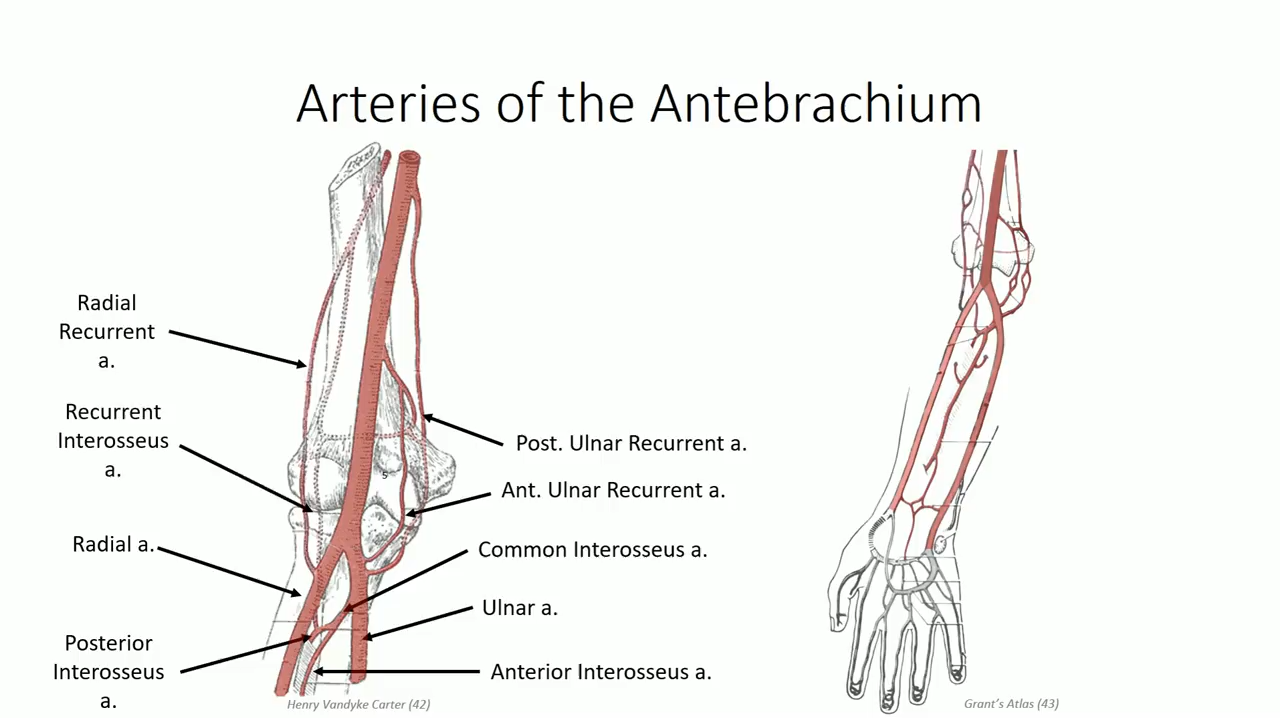 Arteries of the Antebrachium
Radial
Recurrent
a.
Recurrent
Interosseus
a.
Radial a.
Posterior
Interosseus
a.
5
Post. Ulnar Recurrent a.
Ant. Ulnar Recurrent a.
Common Interosseus a.
Ulnar a.
Anterior Interosseus a.
Henry Vandyke Carter (42)
Grant's Atlas (43)